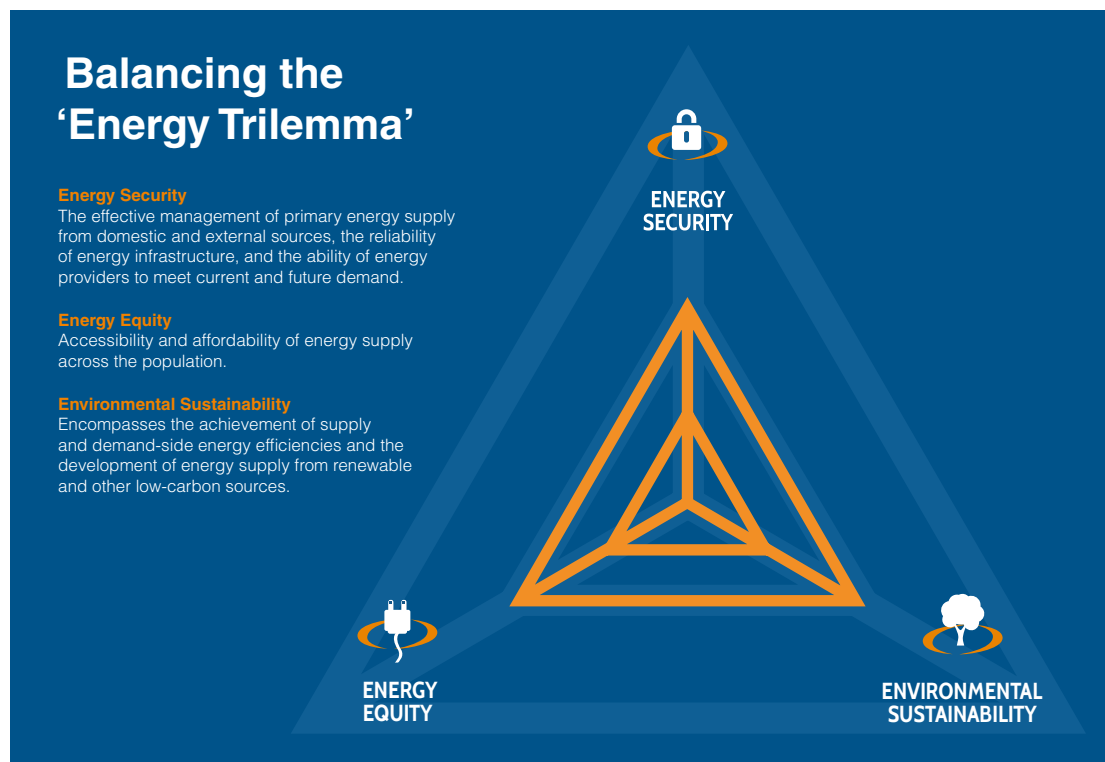 Balancing the
‘Energy Trilemma’
Energy Security
The effective management of primary energy supply
from domestic and external sources, the reliability
of energy infrastructure, and the ability of energy
providers to meet current and future demand.
Energy Equity
Accessibility and affordability of energy supply
across the population.
Environmental Sustainability
Encompasses the achievement of supply
and demand-side energy efficiencies and the
development of energy supply from renewable
and other low-carbon sources.
ENERGY
SECURITY
ENERGY
EQUITY
ENVIRONMENTAL
SUSTAINABILITY